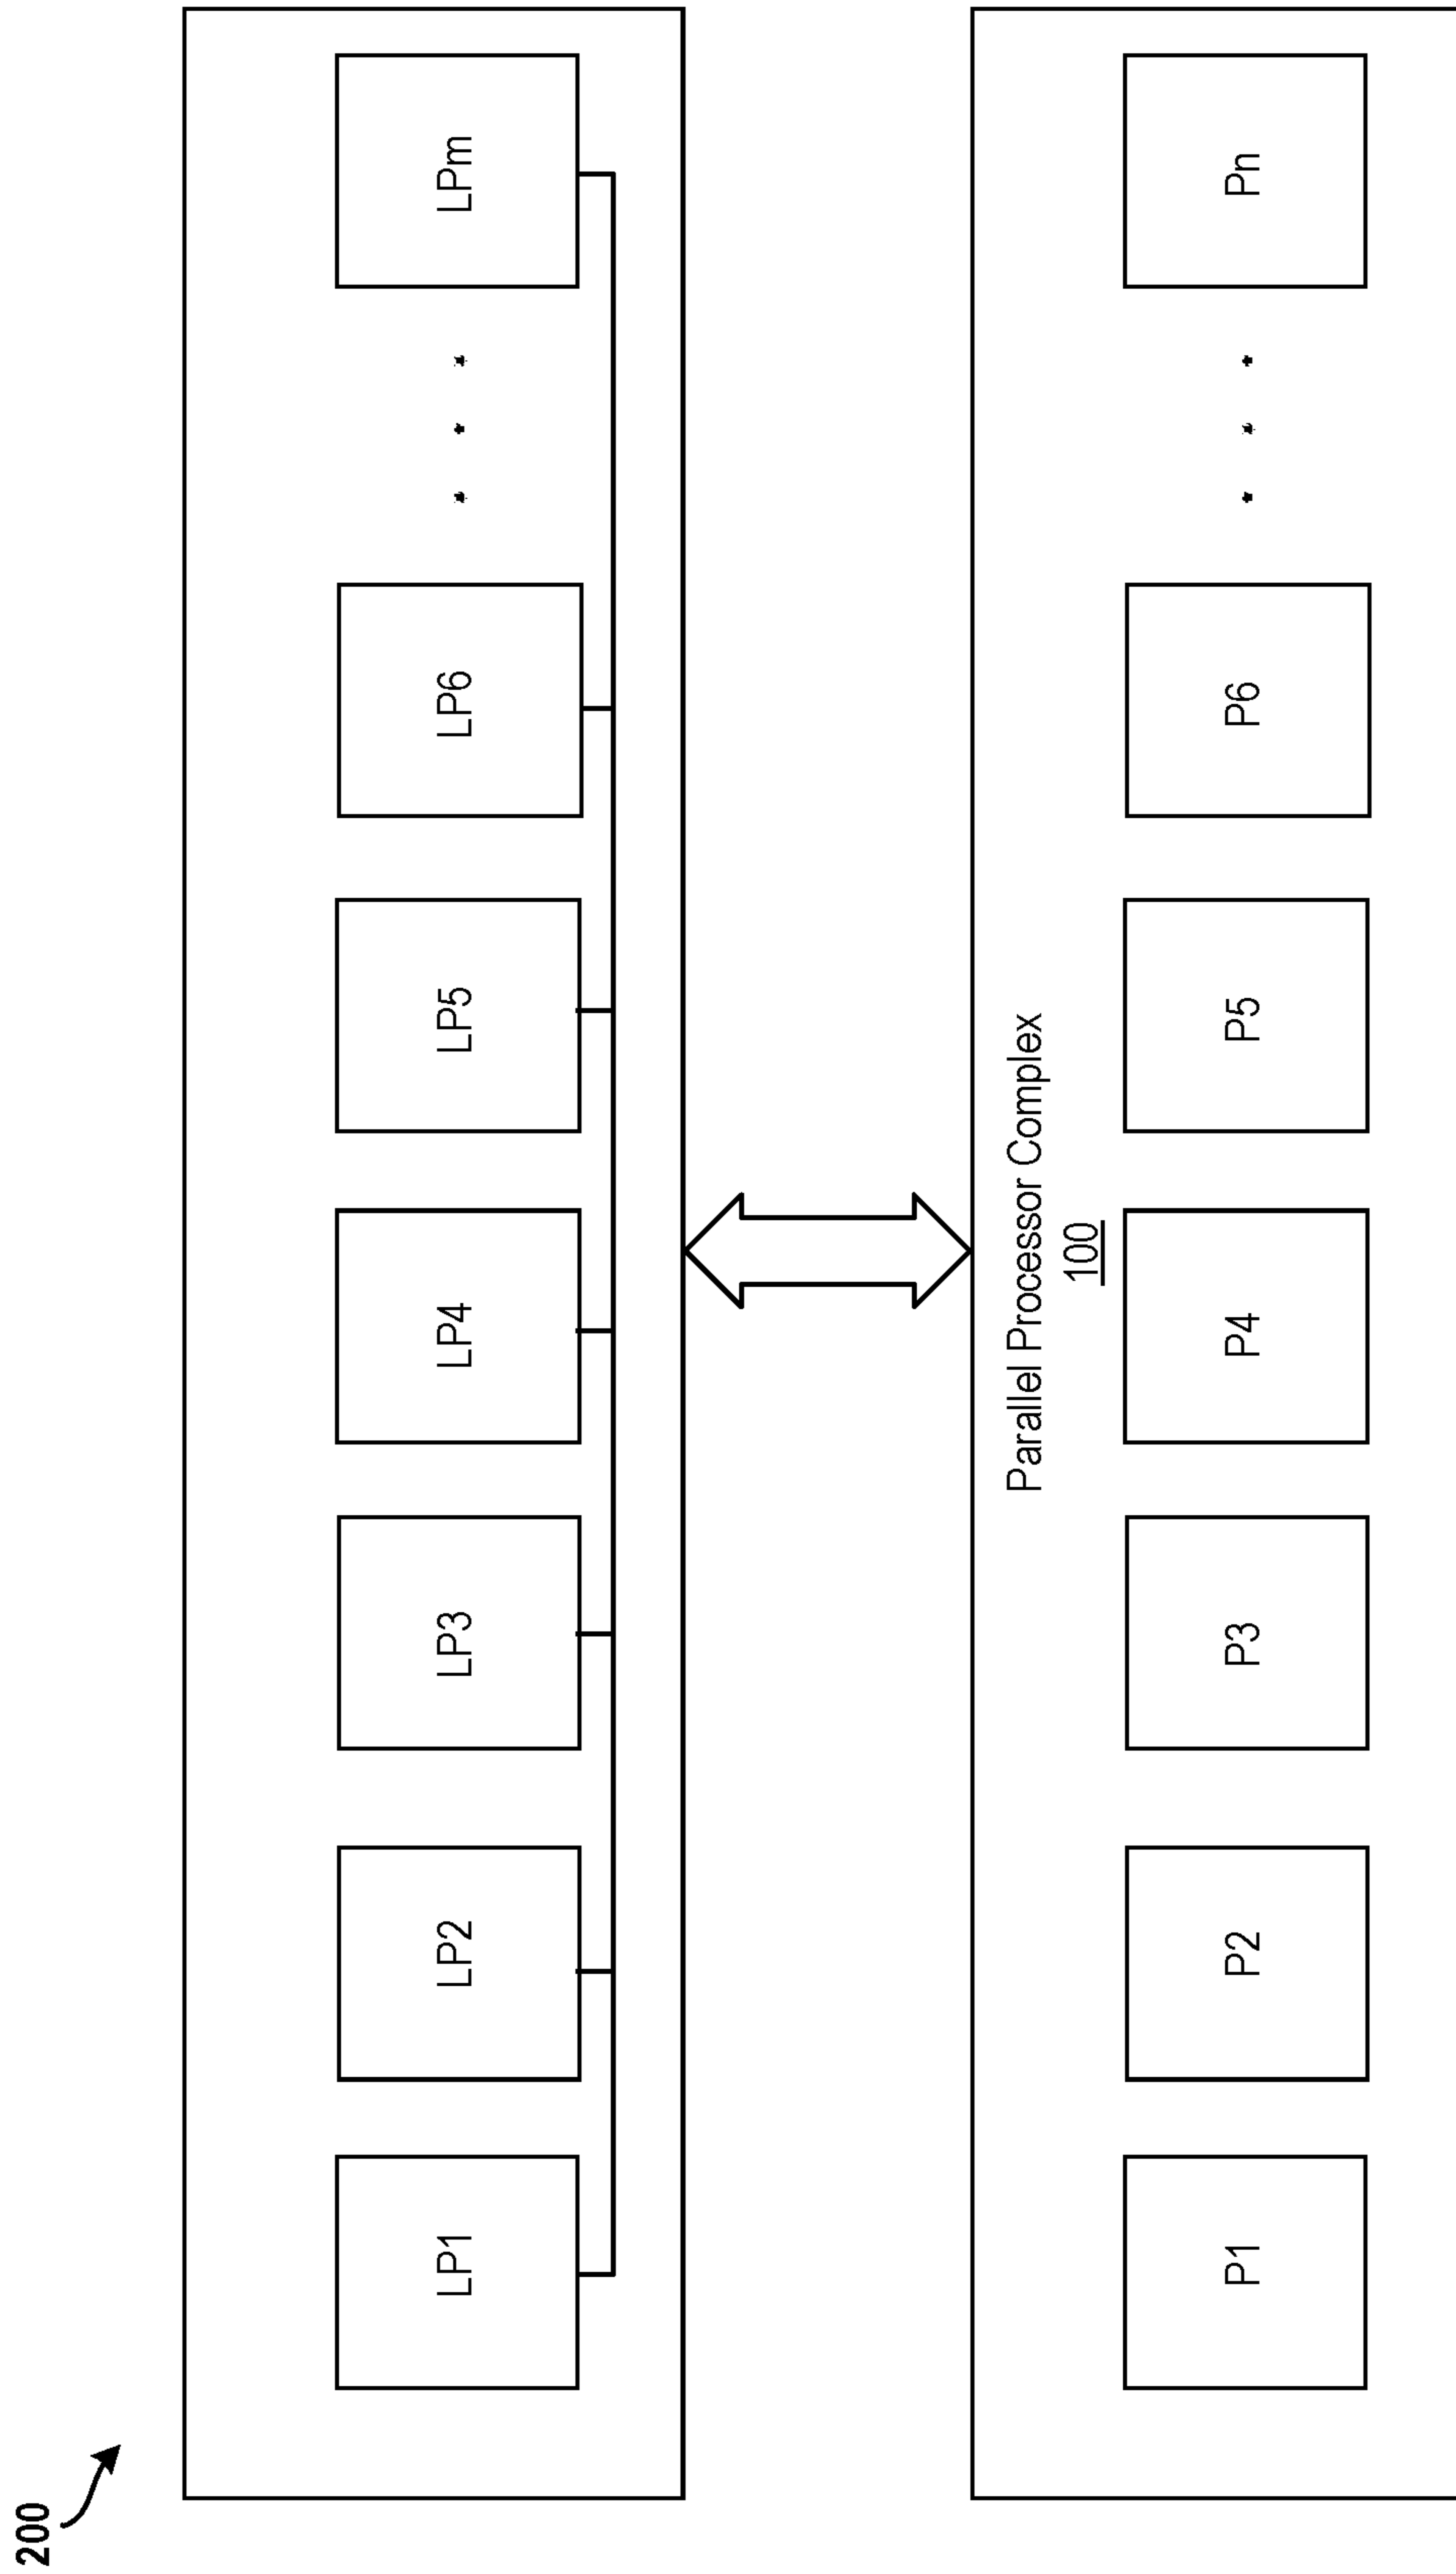 200
LP1
LP2
LP3
LP4
LP5
LP6
. . .
LPm
Parallel Processor Complex
100
P1
P2
P3
P4
P5
P6
. . .
Pn